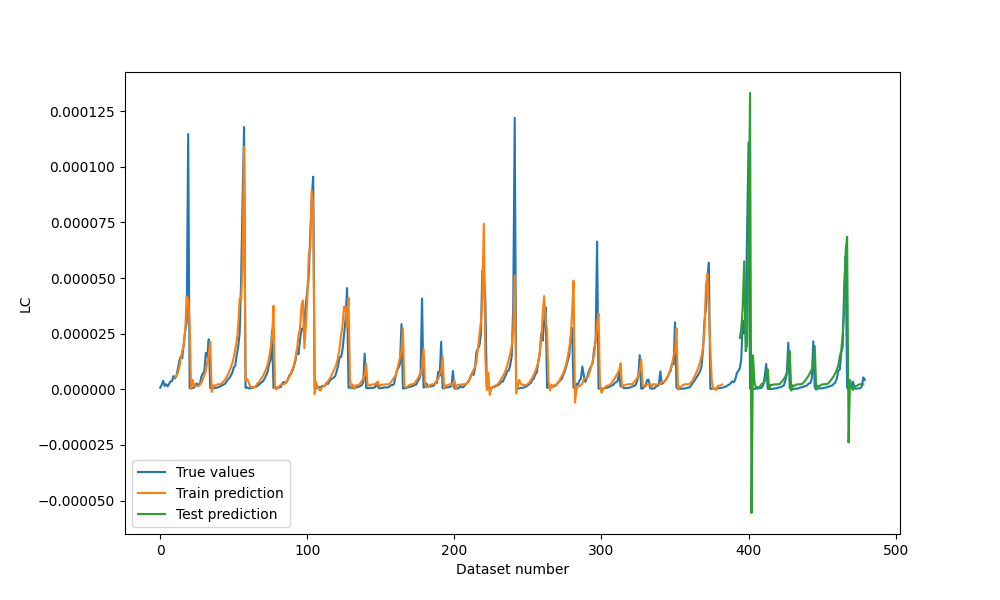 0.000125
0.000100
0.000075
0.000050
0.000025
0.000000
−0.000025
−0.000050
LC
True values
Train prediction
Test prediction
0 100 200 300 400 500
Dataset number